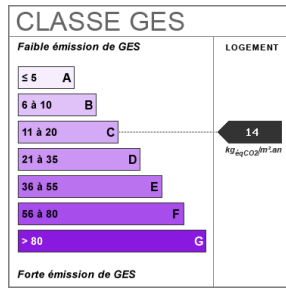 CLASSE GES
Faible émission de GES
LOGEMENT
≤ 5 A
6 à 10 B
11 à 20 C
14
kgéqCO2/m².an
21 à 35 D
36 à 55 E
56 à 80 F
> 80 G
Forte émission de GES